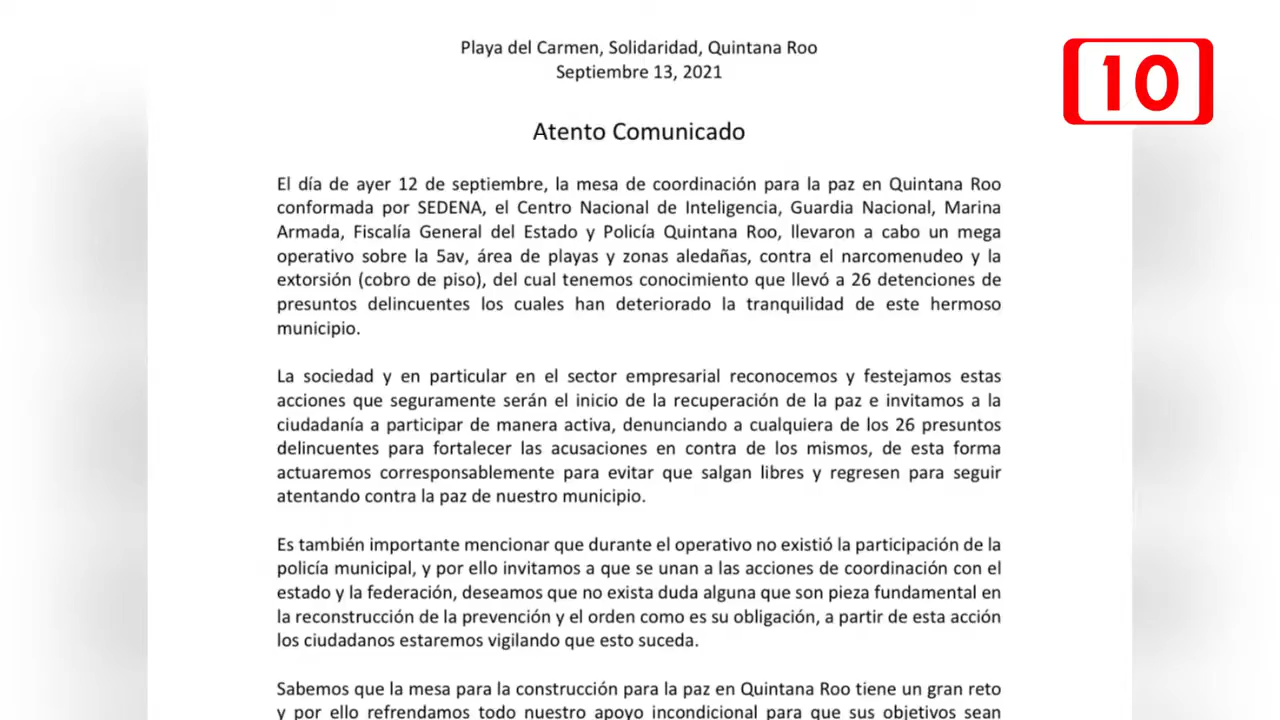 Playa del Carmen, Solidaridad, Quintana Roo
Septiembre 13, 2021
10
Atento Comunicado
El día de ayer 12 de septiembre, la mesa de coordinación para la paz en Quintana Roo
conformada por SEDENA, el Centro Nacional de Inteligencia, Guardia Nacional, Marina
Armada, Fiscalía General del Estado y Policía Quintana Roo, llevaron a cabo un mega
operativo sobre la 5av, área de playas y zonas aledañas, contra el narcomenudeo y la
extorsión (cobro de piso), del cual tenemos conocimiento que llevó a 26 detenciones de
presuntos delincuentes los cuales han deteriorado la tranquilidad de este hermoso
municipio.
La sociedad y en particular en el sector empresarial reconocemos y festejamos estas
acciones que seguramente serán el inicio de la recuperación de la paz e invitamos a la
ciudadanía a participar de manera activa, denunciando a cualquiera de los 26 presuntos
delincuentes para fortalecer las acusaciones en contra de los mismos, de esta forma
actuaremos corresponsablemente para evitar que salgan libres y regresen para seguir
atentando contra la paz de nuestro municipio.
Es también importante mencionar que durante el operativo no existió la participación de la
policía municipal, y por ello invitamos a que se unan a las acciones de coordinación con el
estado y la federación, deseamos que no exista duda alguna que son pieza fundamental en
la reconstrucción de la prevención y el orden como es su obligación, a partir de esta acción
los ciudadanos estaremos vigilando que esto suceda.
Sabemos que la mesa para la construcción para la paz en Quintana Roo tiene un gran reto
y por ello refrendamos todo nuestro apoyo incondicional para que sus objetivos sean